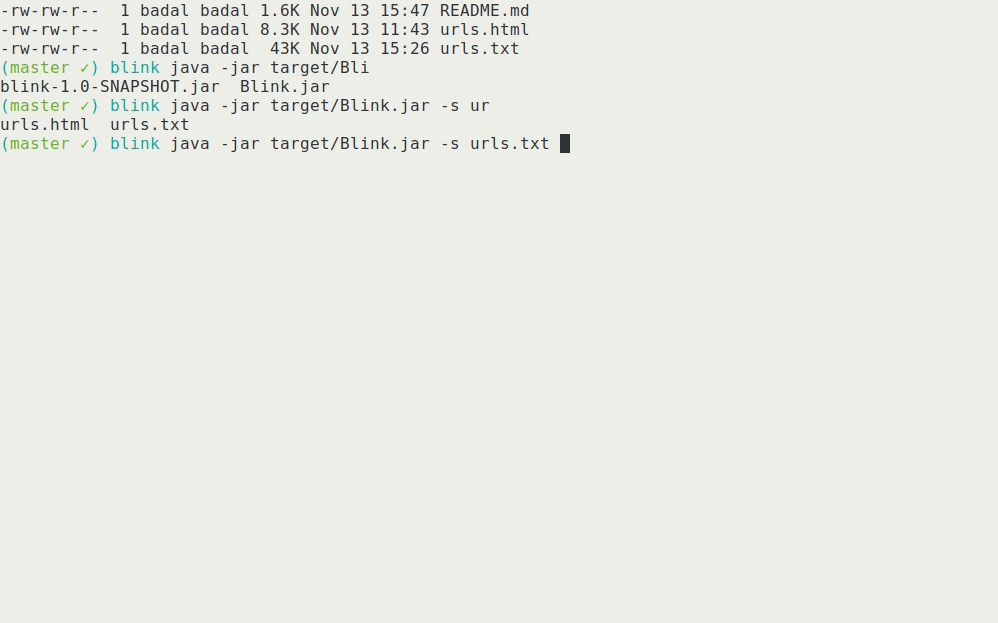 -rw-rw-r--  1 badal badal 1.6K Nov 13 15:47 README.md
-rw-rw-r--  1 badal badal 8.3K Nov 13 11:43 urls.html
-rw-rw-r--  1 badal badal  43K Nov 13 15:26 urls.txt
(master ✓) blink java -jar target/Bli
blink-1.0-SNAPSHOT.jar  Blink.jar
(master ✓) blink java -jar target/Blink.jar -s ur
urls.html  urls.txt
(master ✓) blink java -jar target/Blink.jar -s urls.txt